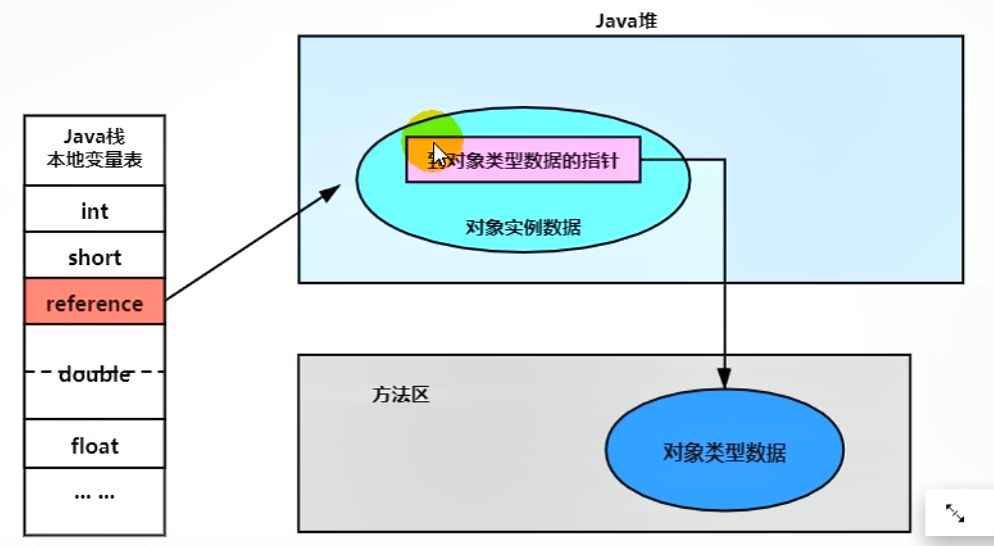 Java堆
Java栈
本地变量表
int
short
reference
double
float
... ...
到对象类型数据的指针
对象实例数据
方法区
对象类型数据